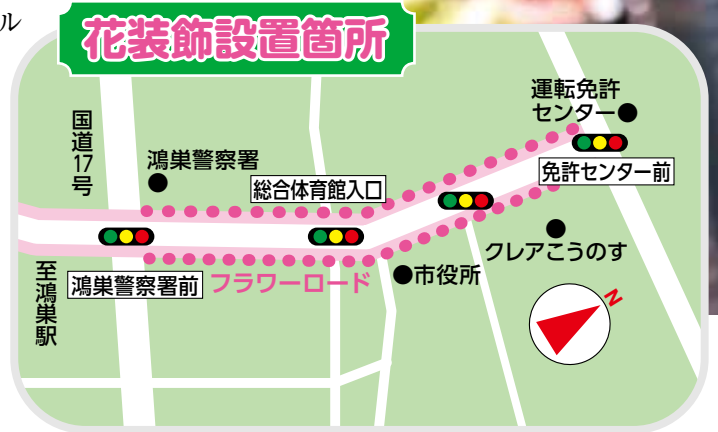 ル
花装飾設置箇所
運転免許
センター
国道17号
鴻巣警察署
総合体育館入口
免許センター前
クレアこうのす
至鴻巣駅
鴻巣警察署前
フラワーロード
市役所
N